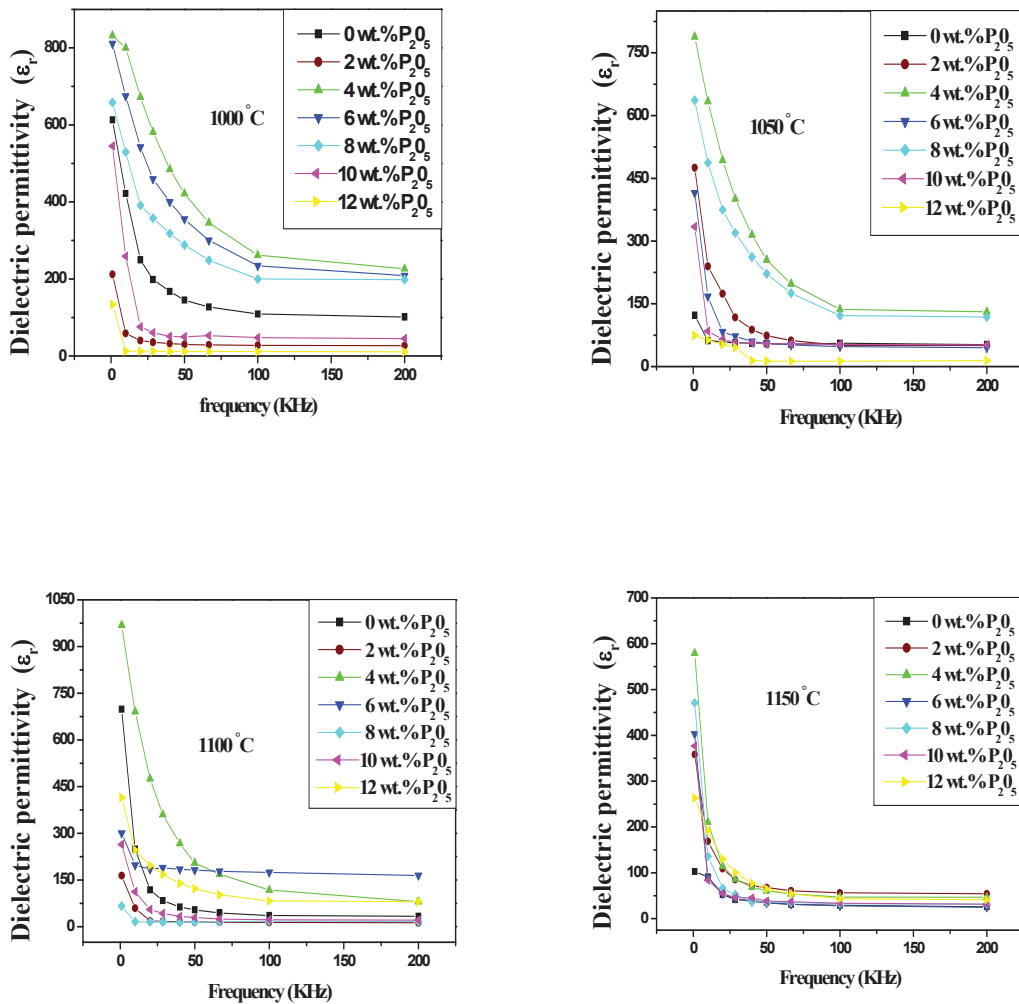 Dielectric permittivity (εr)
800
600
400
200
0
0 50 100 150 200
frequency (KHz)
1000°C
0 wt.%P2O5
2 wt.%P2O5
4 wt.%P2O5
6 wt.%P2O5
8 wt.%P2O5
10 wt.%P2O5
12 wt.%P2O5
Dielectric permittivity (εr)
750
600
450
300
150
0
0 50 100 150 200
Frequency (KHz)
1050°C
0 wt.%P2O5
2 wt.%P2O5
4 wt.%P2O5
6 wt.%P2O5
8 wt.%P2O5
10 wt.%P2O5
12 wt.%P2O5
Dielectric permittivity (εr)
1050
900
750
600
450
300
150
0
0 50 100 150 200
Frequency (KHz)
1100°C
0 wt.%P2O5
2 wt.%P2O5
4 wt.%P2O5
6 wt.%P2O5
8 wt.%P2O5
10 wt.%P2O5
12 wt.%P2O5
Dielectric permittivity (εr)
700
600
500
400
300
200
100
0
0 50 100 150 200
Frequency (KHz)
1150°C
0 wt.%P2O5
2 wt.%P2O5
4 wt.%P2O5
6 wt.%P2O5
8 wt.%P2O5
10 wt.%P2O5
12 wt.%P2O5